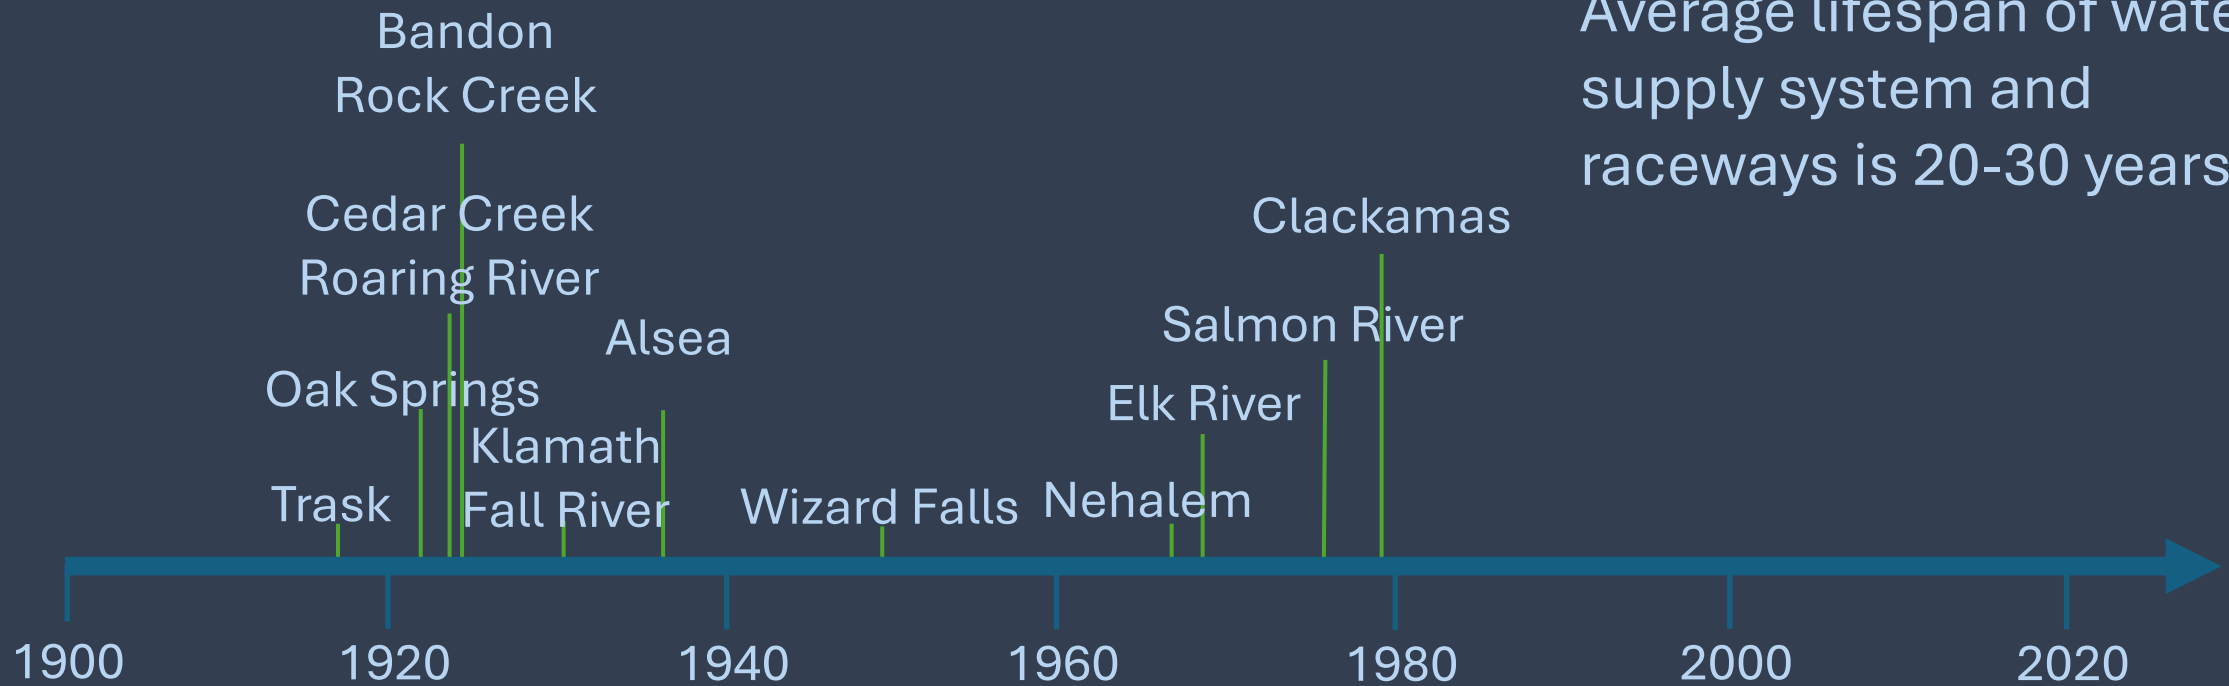 Average lifespan of wate
supply system and
raceways is 20-30 years
Bandon
Rock Creek
Cedar Creek
Roaring River
Clackamas
Salmon River
Alsea
Oak Springs
Elk River
Klamath
Fall River
Trask
Wizard Falls
Nehalem
1900 1920 1940 1960 1980 2000 2020